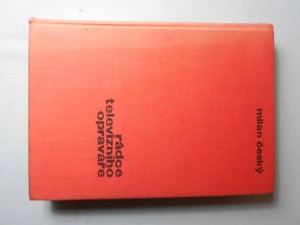 milan český
rádce
televizního
opraváře